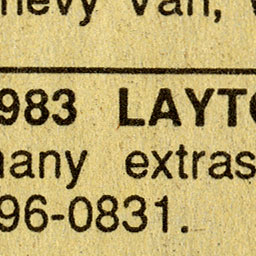 hevy Van,
983 LAYT
many extras
96-0831.